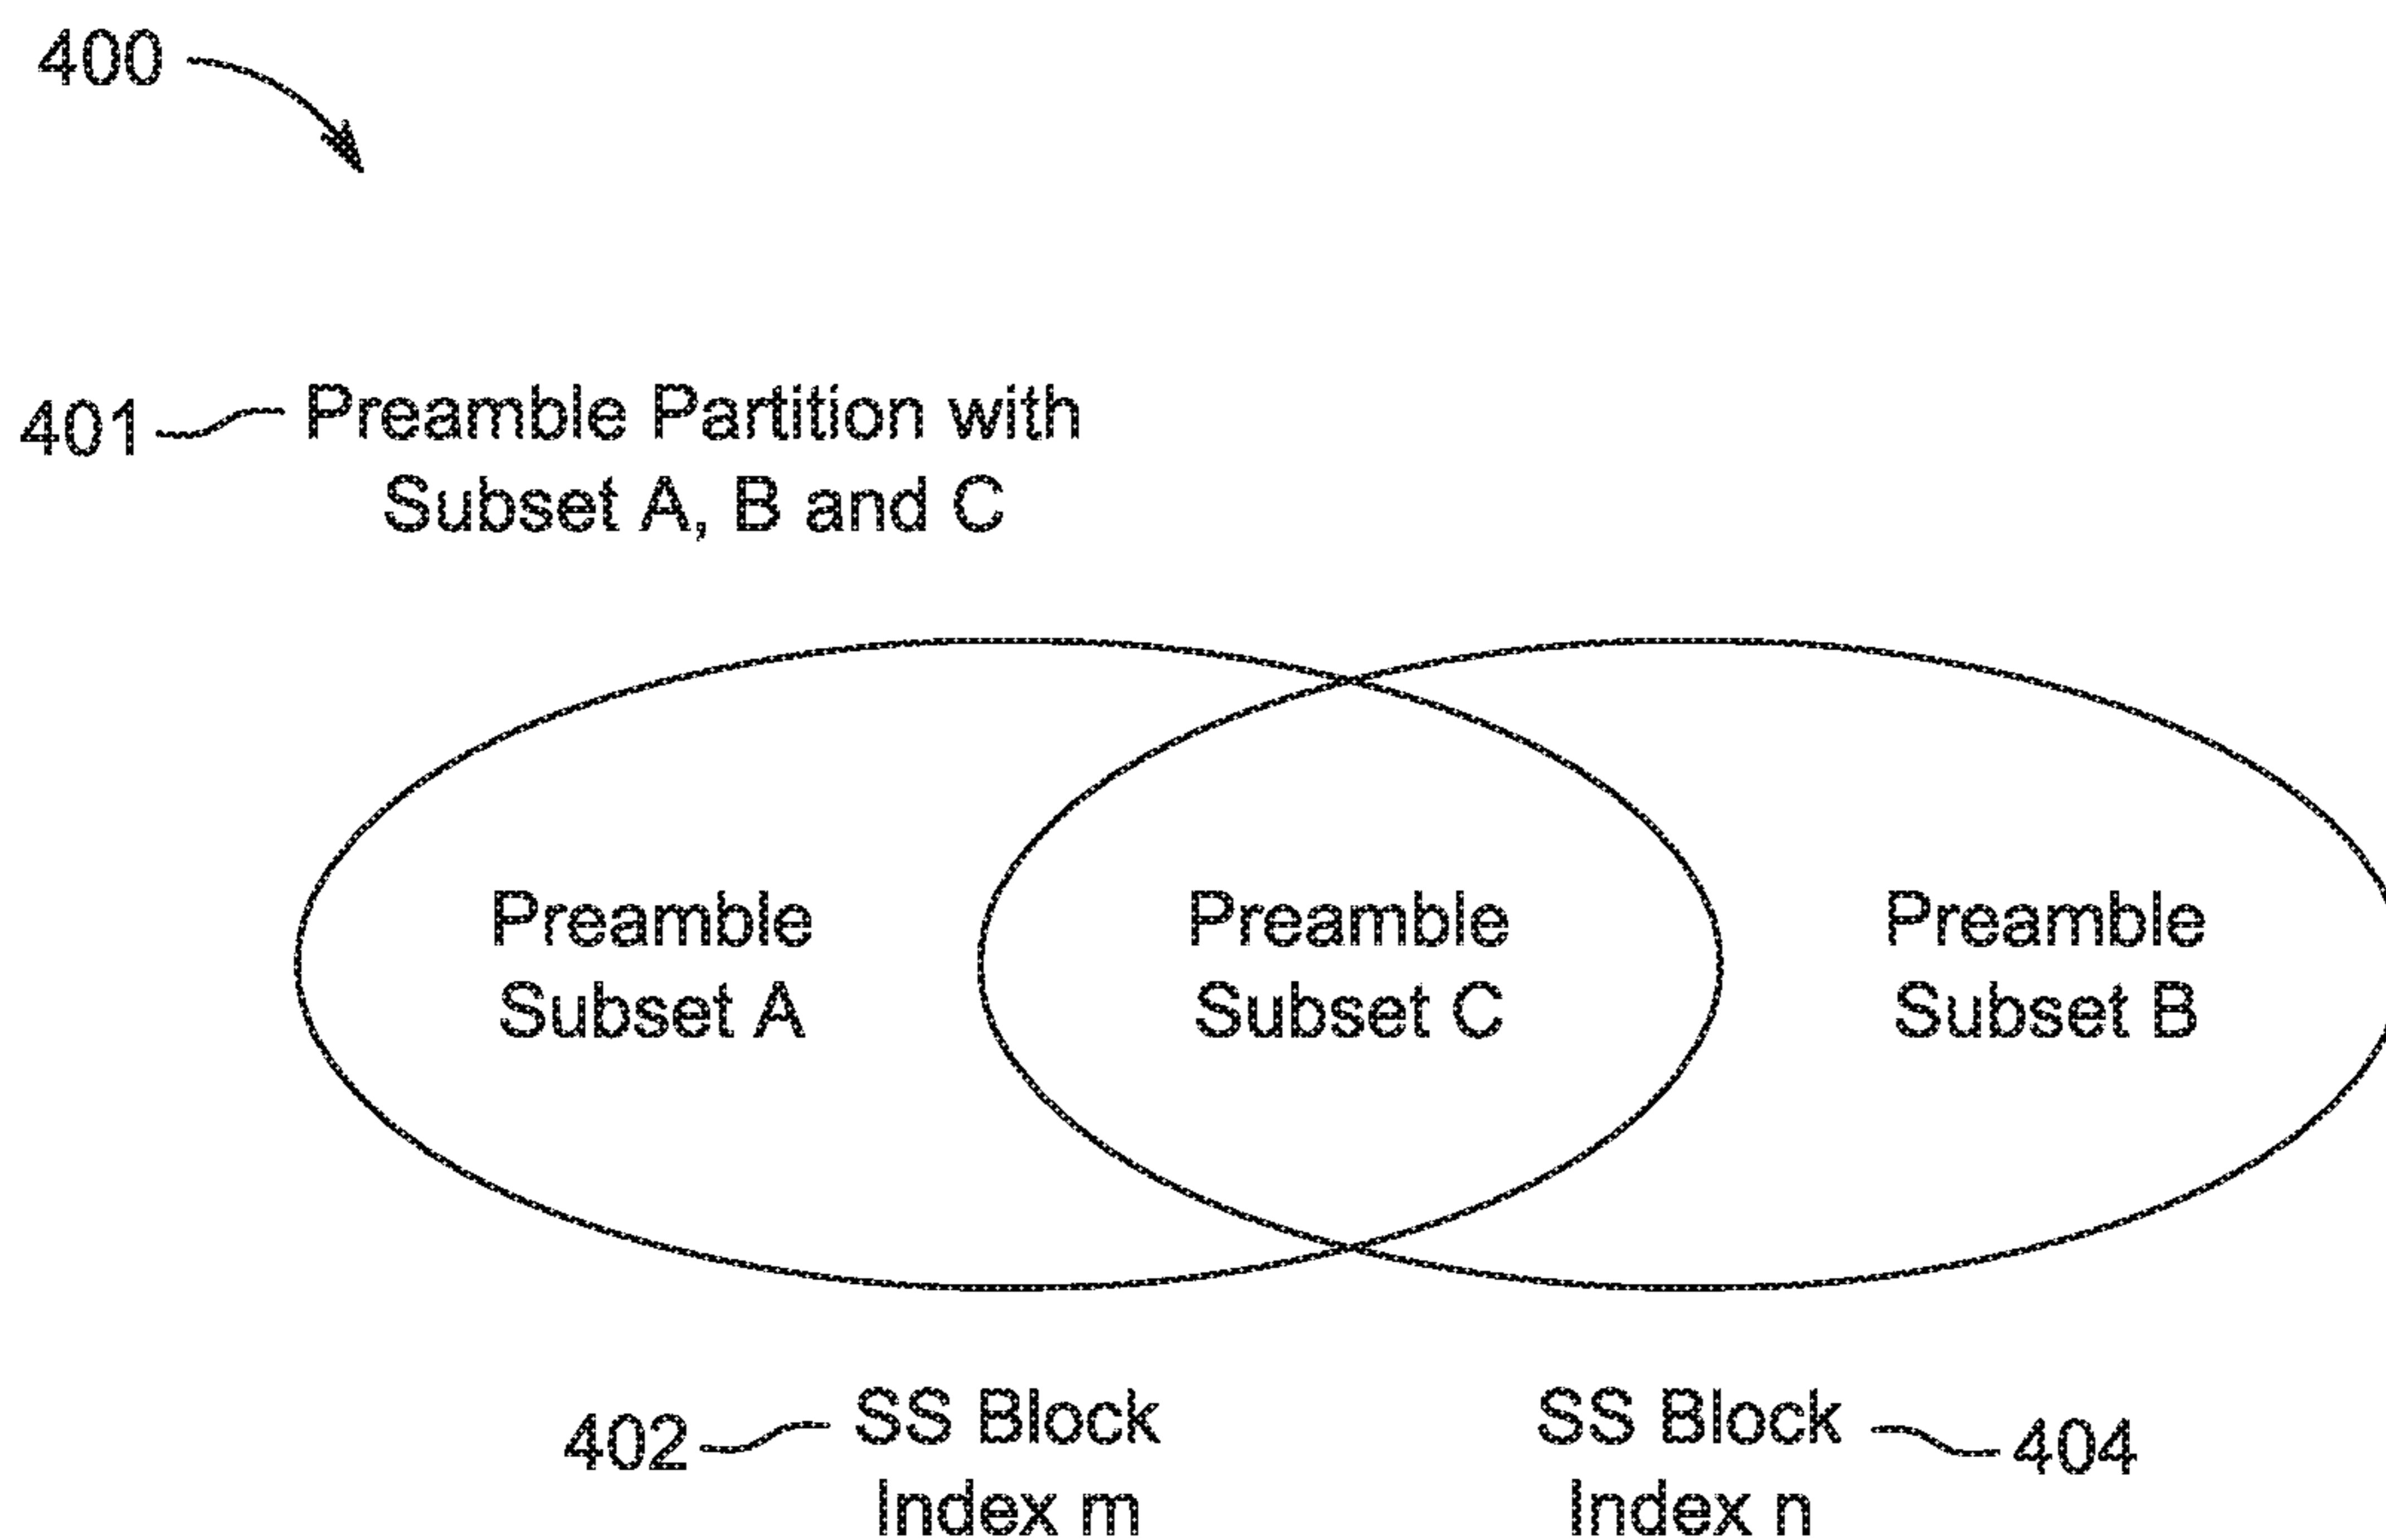 400
401 Preamble Partition with
Subset A, B and C
Preamble
Subset A
Preamble
Subset C
Preamble
Subset B
402 SS Block
Index m
SS Block 404
Index n